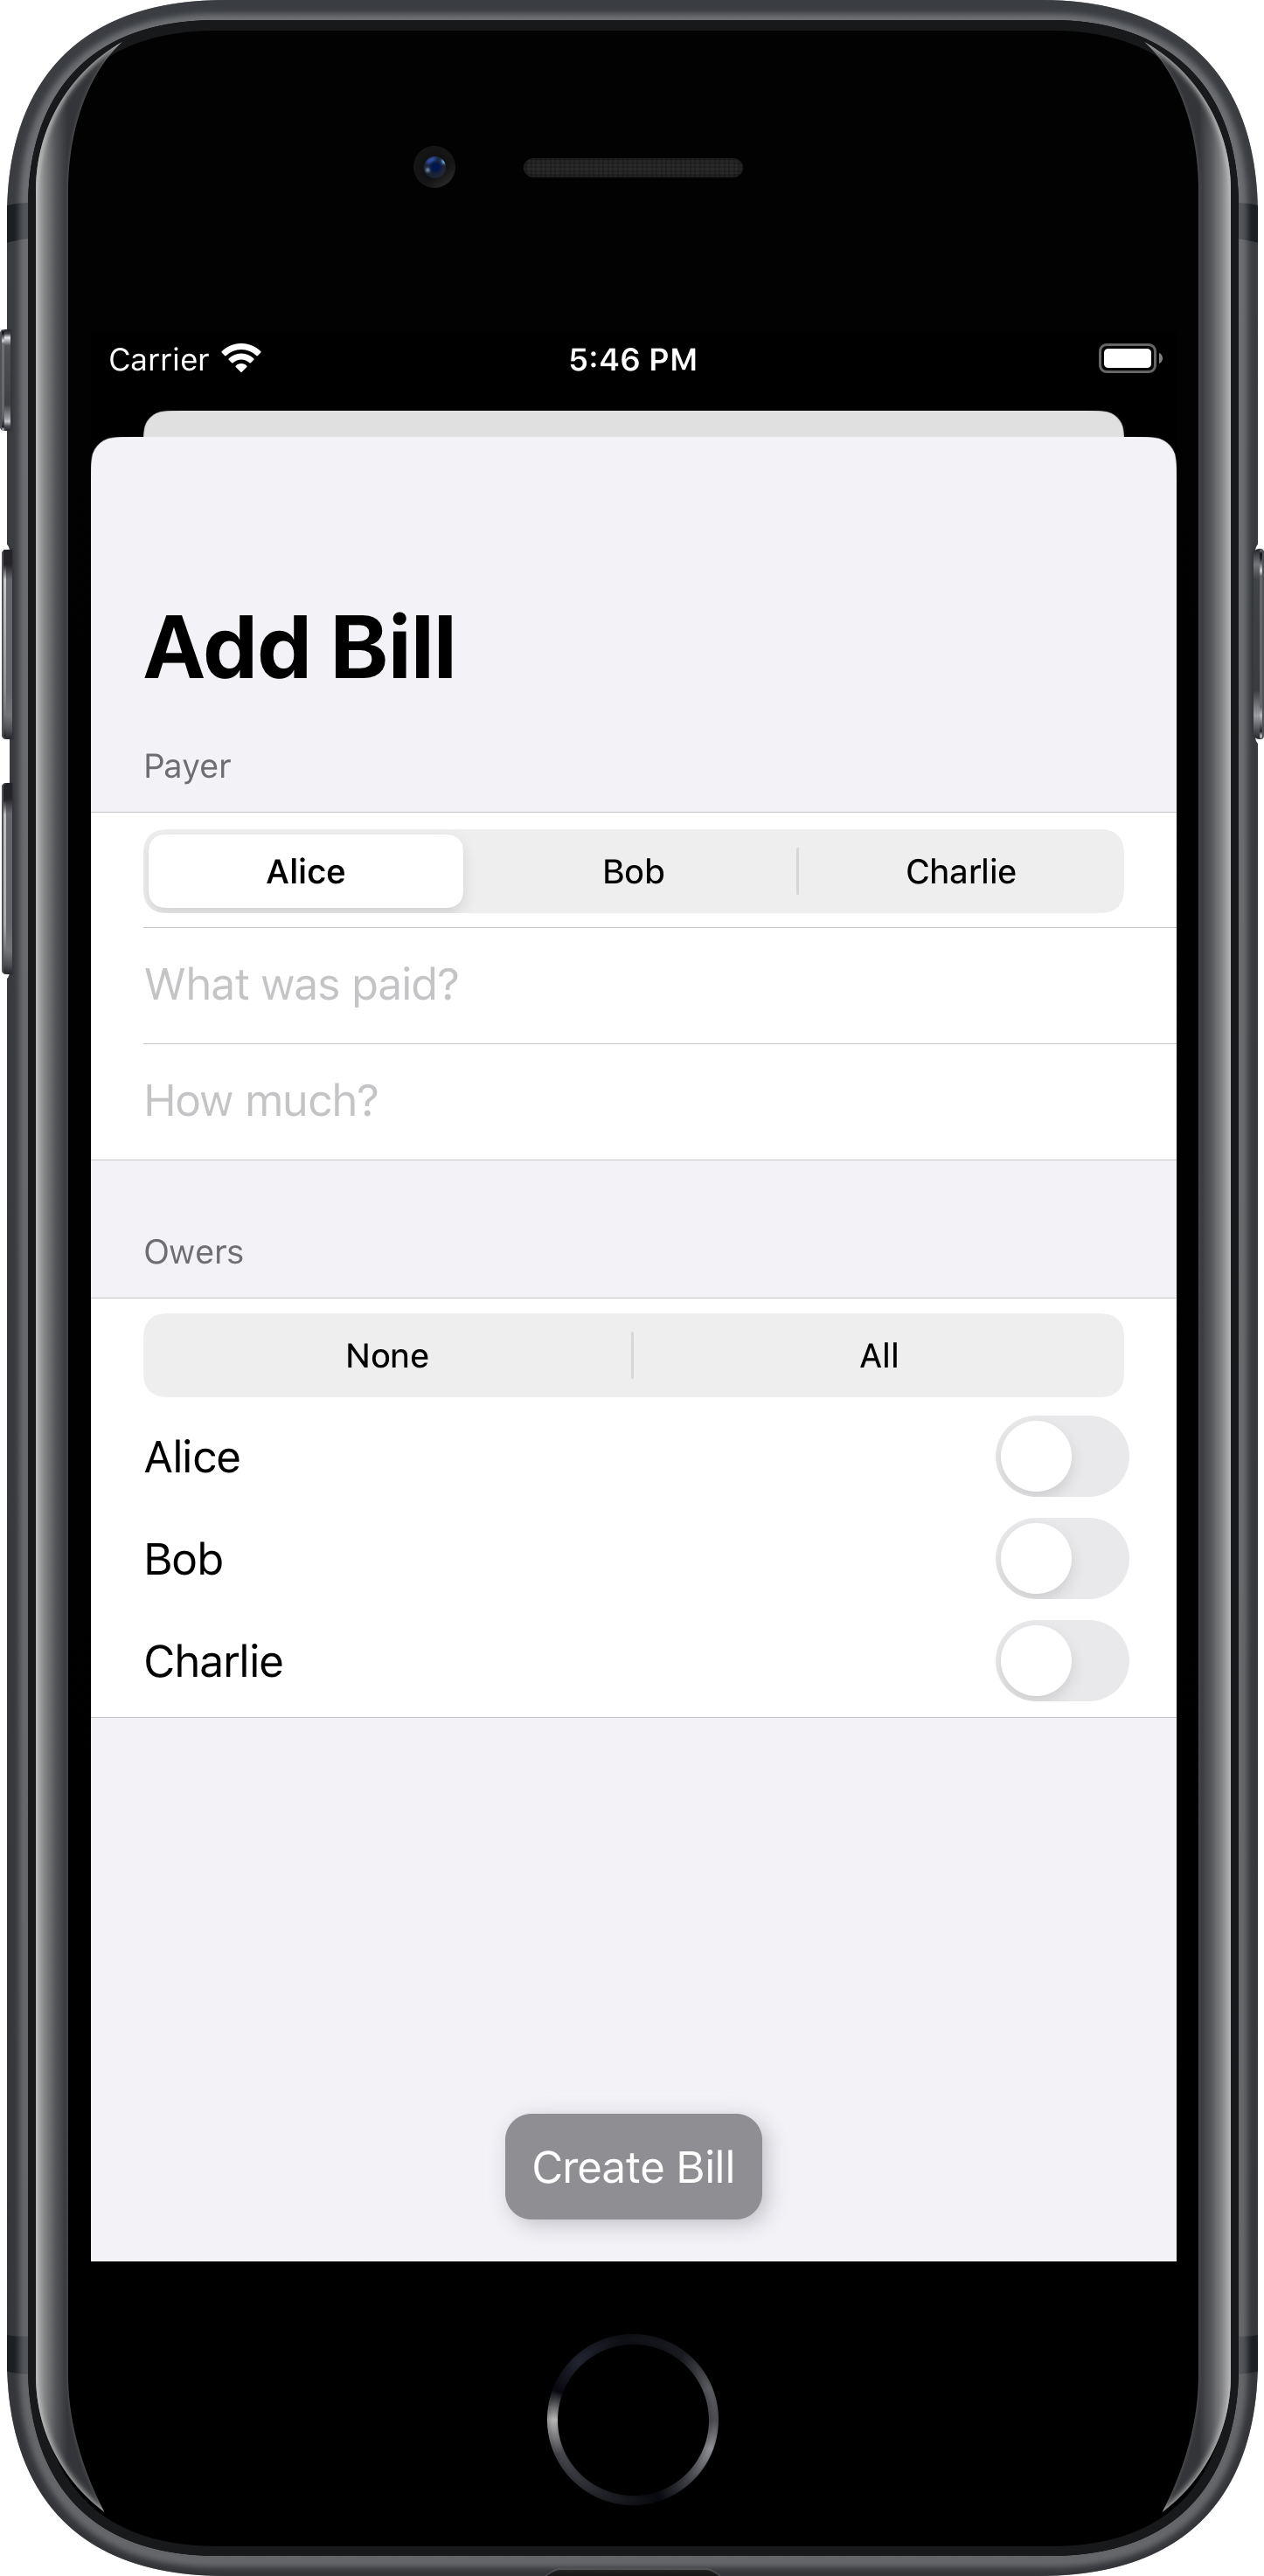 Carrier 5:46 PM
Add Bill
Payer
Alice Bob Charlie
What was paid?
How much?
Owers
None All
Alice
Bob
Charlie
Create Bill